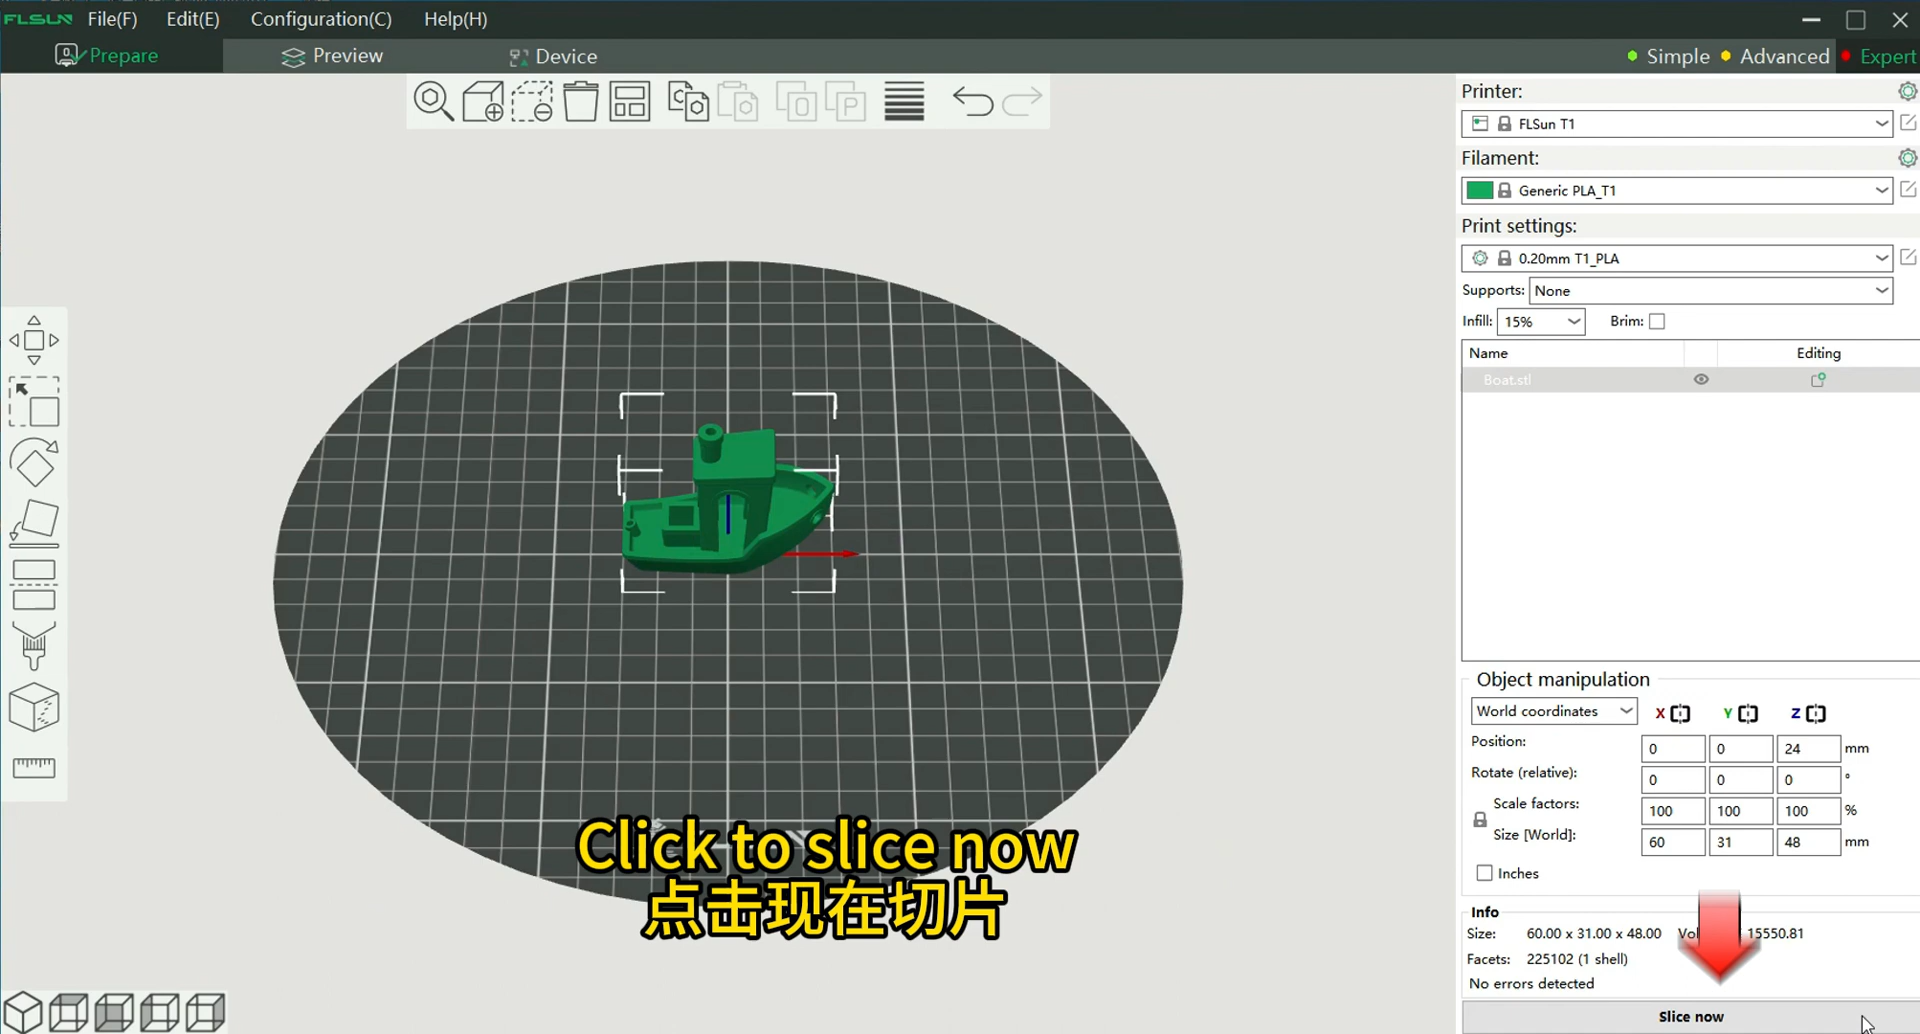 FLSUN File(F) Edit(E) Configuration(C) Help(H)
Prepare Preview Device Simple Advanced Expert
Printer:
FLSun T1
Filament:
Generic PLA_T1
Print settings:
0.20mm T1_PLA
Supports: None
Infill: 15% Brim:
Name Editing
Boat.stl
Object manipulation
World coordinates X Y Z
Position: 0 0 24 mm
Rotate (relative): 0 0 0 °
Scale factors: 100 100 100 %
Size [World]: 60 31 48 mm
Inches
Info
Size: 60.00 x 31.00 x 48.00 15550.81
Facets: 225102 (1 shell)
No errors detected
Slice now
Click to slice now
点击现在切片